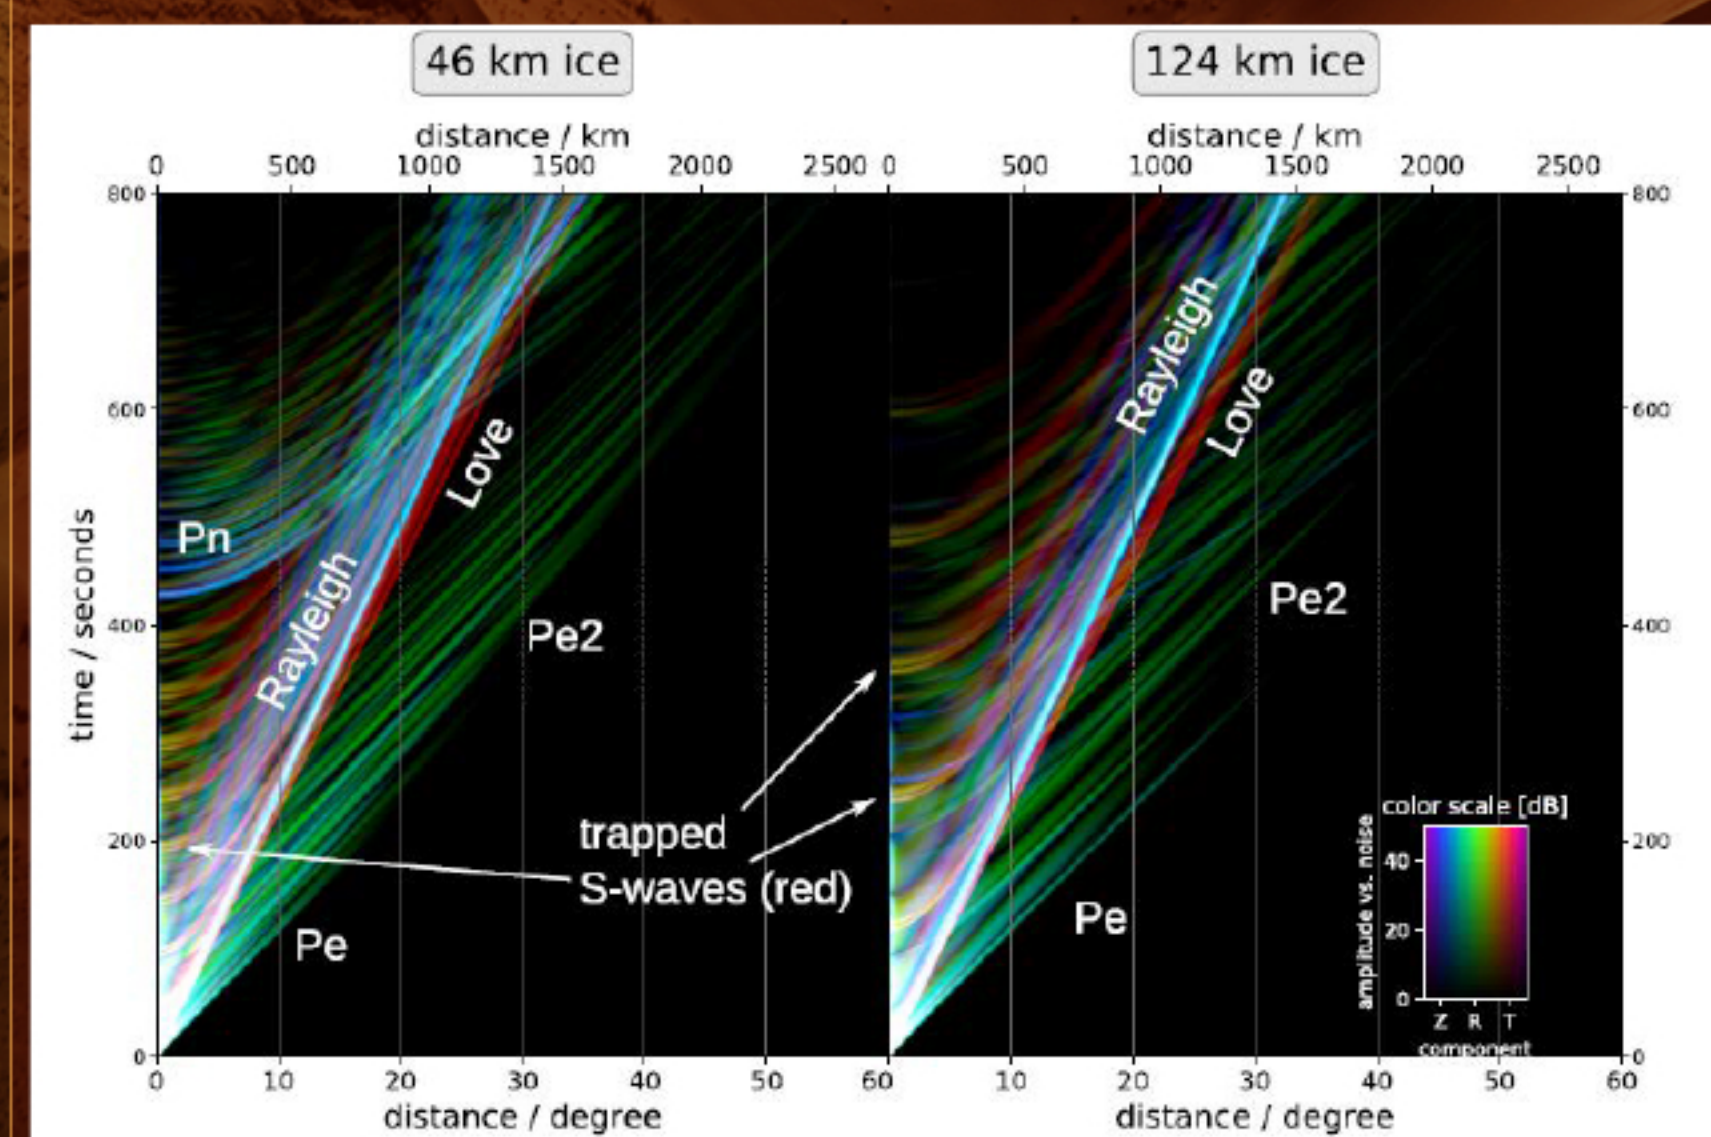 46 km ice
124 km ice
distance / km
distance / km
0 500 1000 1500 2000 2500
0 500 1000 1500 2000 2500
800
600
400
200
0
time / seconds
Pn
Rayleigh
Love
Pe2
Pe
trapped
S-waves (red)
Rayleigh
Love
Pe2
Pe
color scale [dB]
amplitude vs. noise
40
20
0
Z R T
component
800
600
400
200
0
0 10 20 30 40 50 60
10 20 30 40 50 60
distance / degree
distance / degree